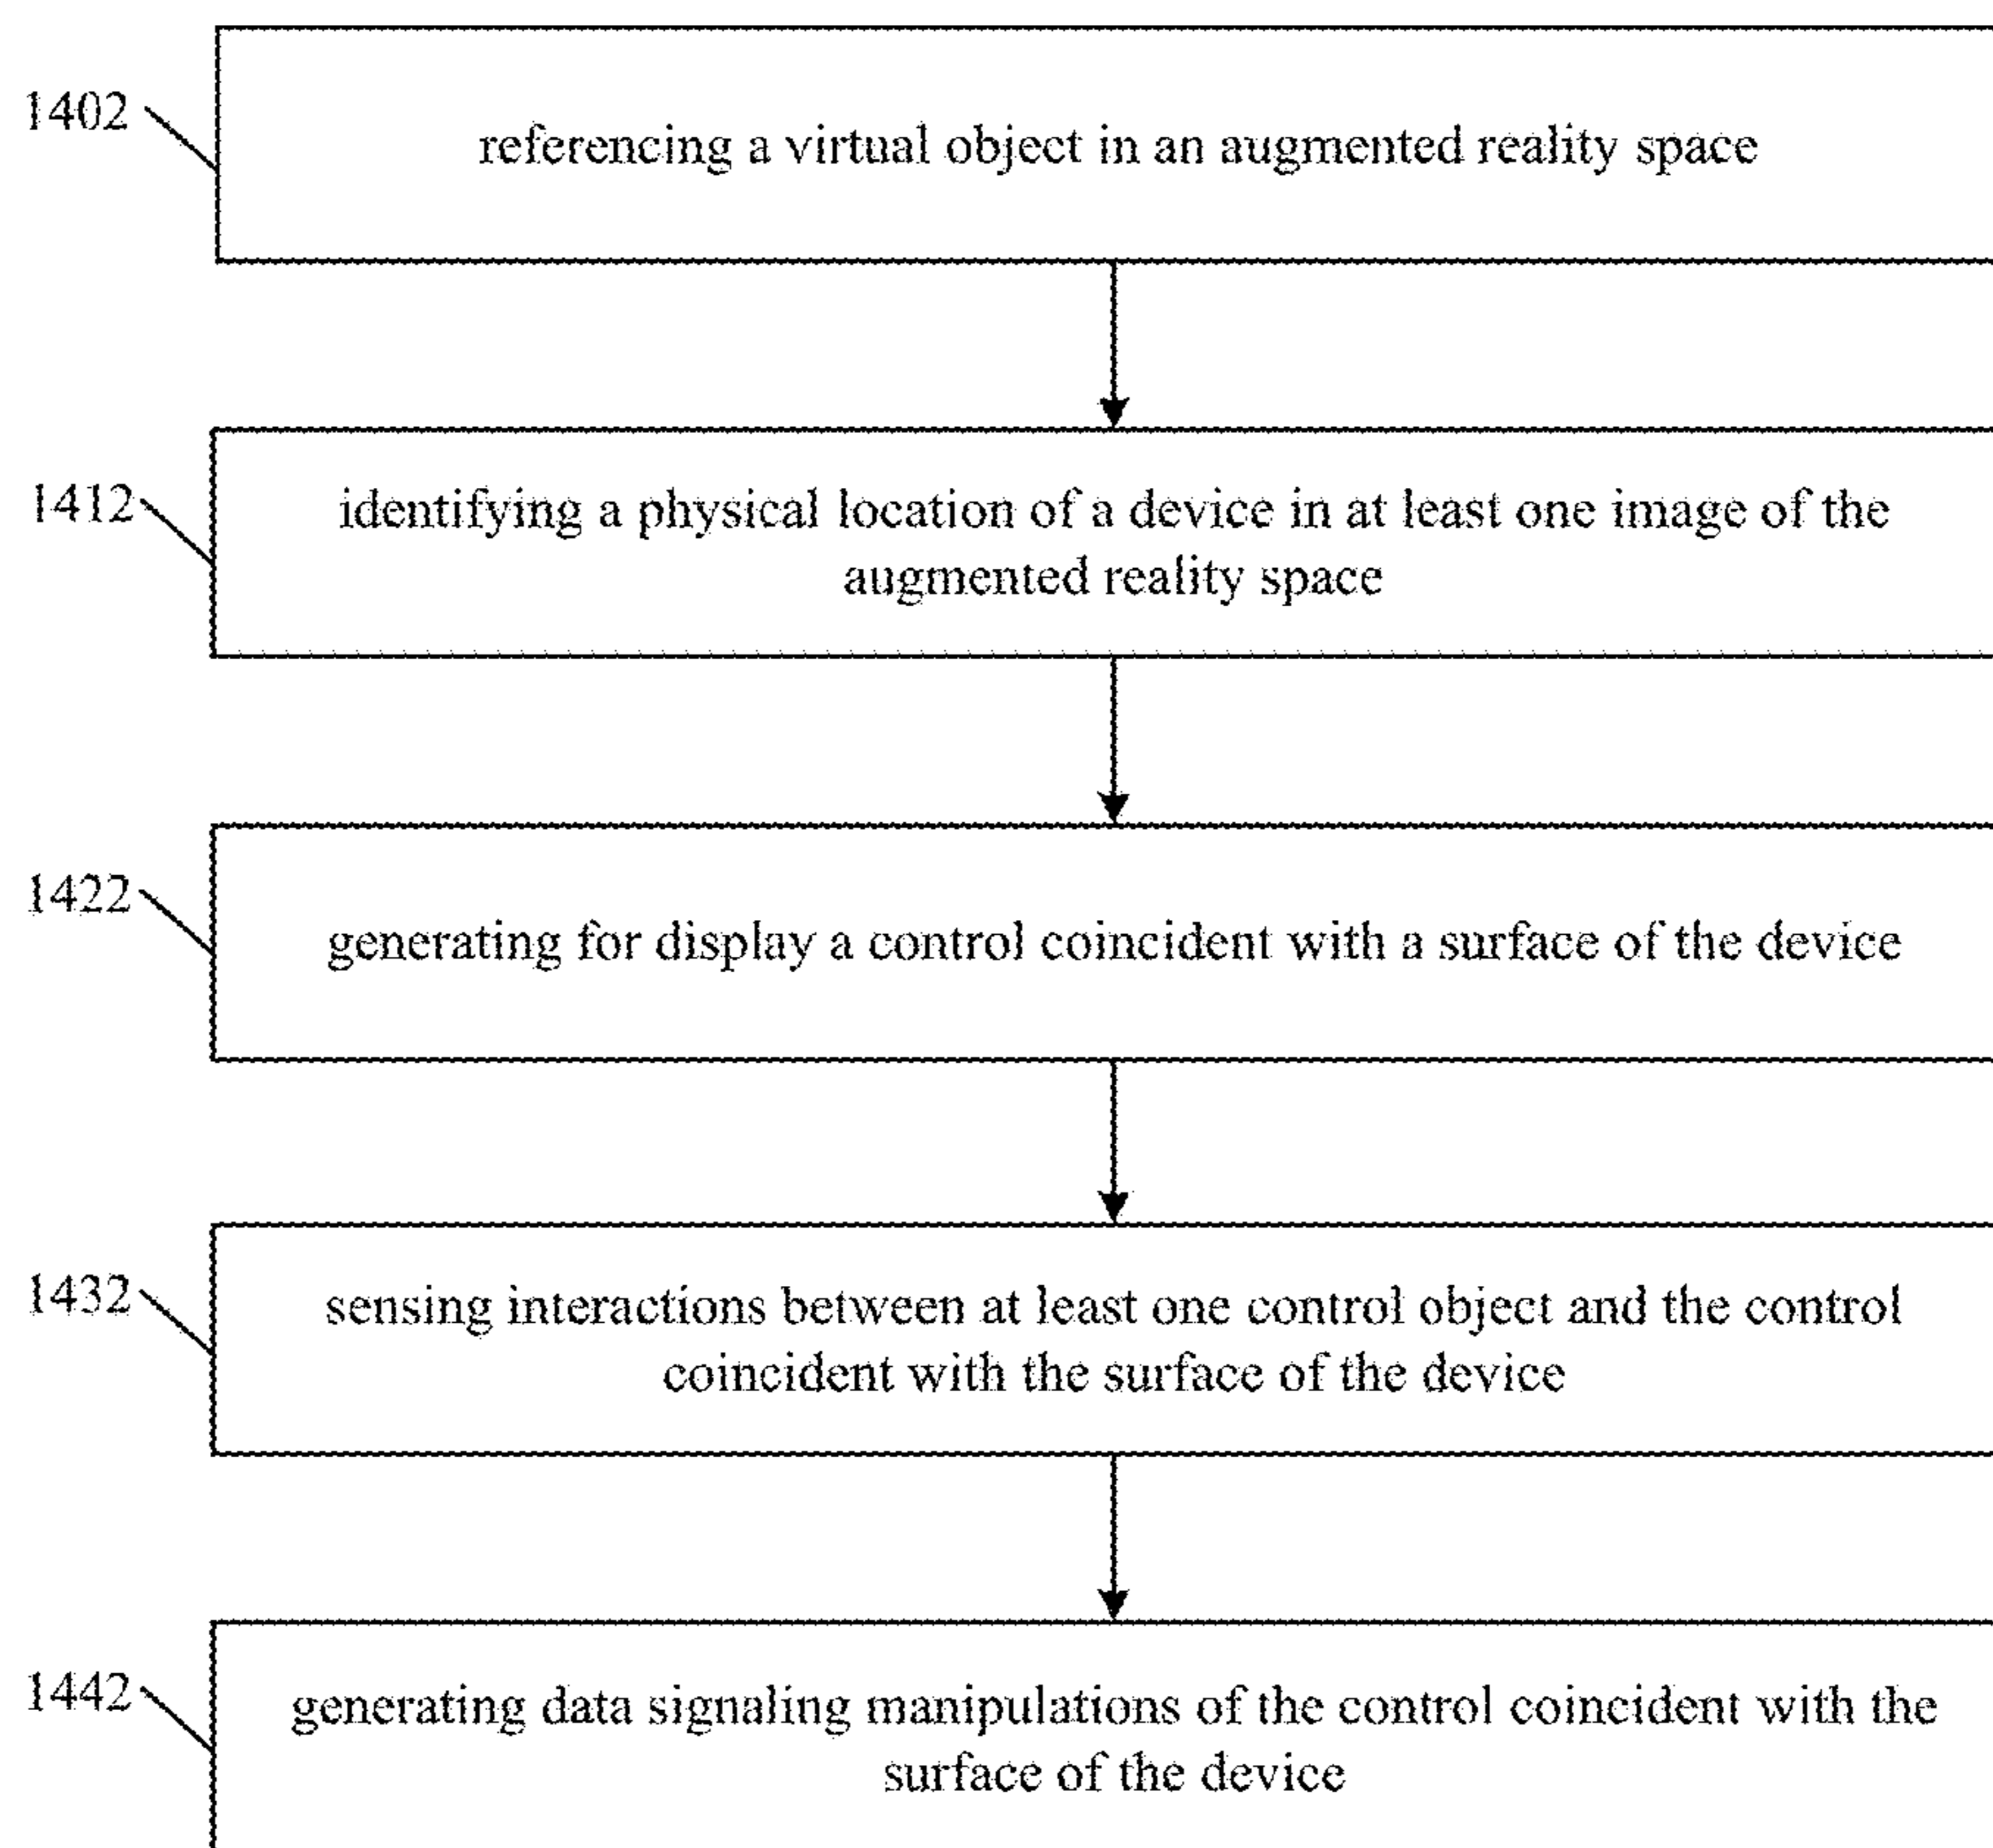 1402
referencing a virtual object in an augmented reality space
1412
identifying a physical location of a device in at least one image of the
augmented reality space
1422
generating for display a control coincident with a surface of the device
1432
sensing interactions between at least one control object and the control
coincident with the surface of the device
1442
generating data signaling manipulations of the control coincident with the
surface of the device